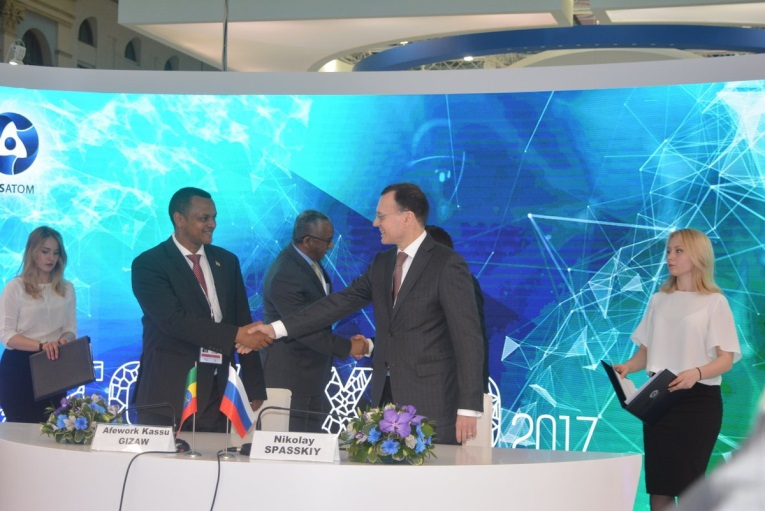 SATOM
2017
Afework Kassu
GIZAW
Nikolay
SPASSKIY